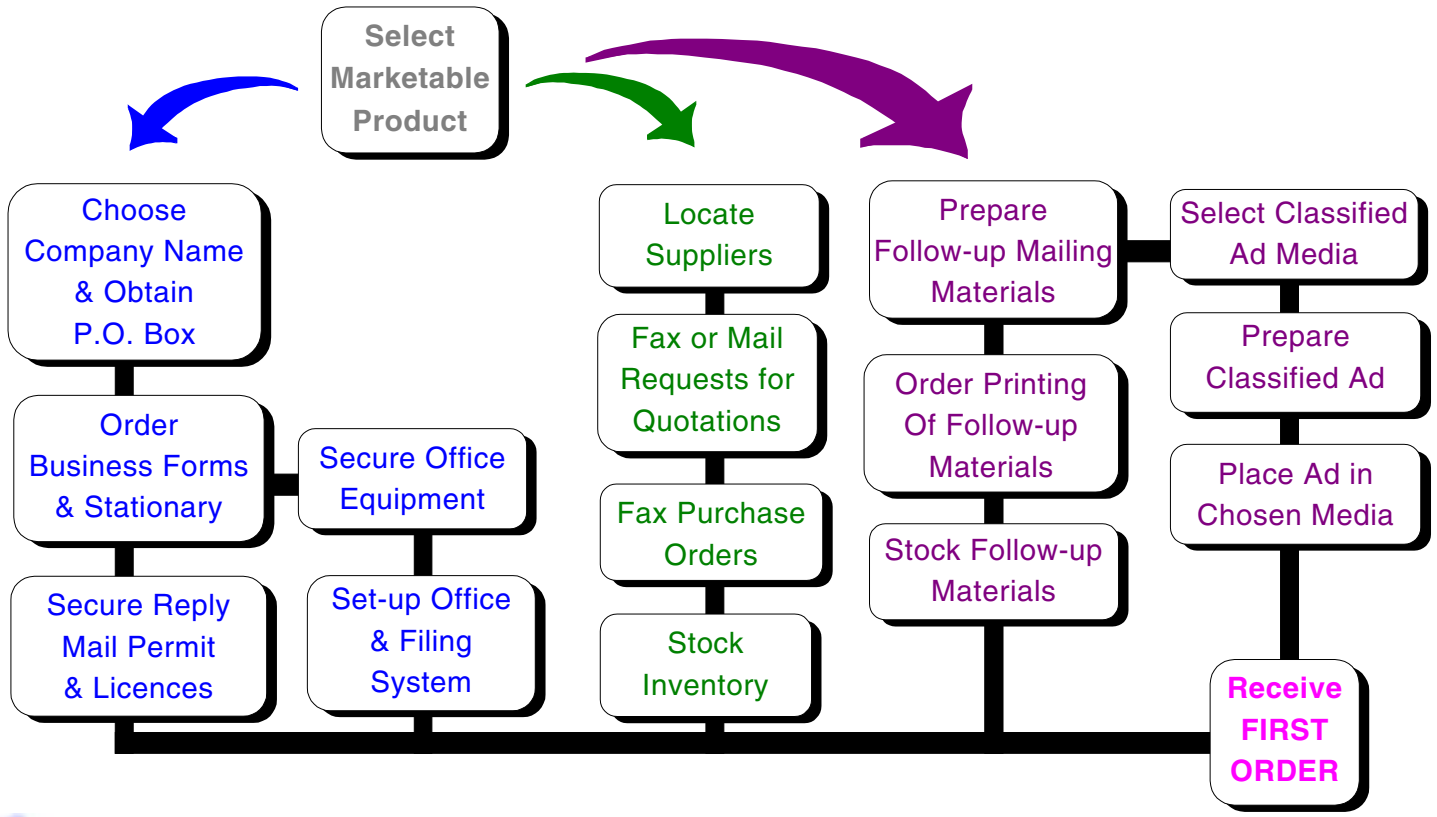 Select
Marketable
Product
Choose
Company Name
& Obtain
P.O. Box
Order
Business Forms
& Stationary
Secure Reply
Mail Permit
& Licences
Secure Office
Equipment
Set-up Office
& Filing
System
Locate
Suppliers
Fax or Mail
Requests for
Quotations
Fax Purchase
Orders
Stock
Inventory
Prepare
Follow-up Mailing
Materials
Order Printing
Of Follow-up
Materials
Stock Follow-up
Materials
Select Classified
Ad Media
Prepare
Classified Ad
Place Ad in
Chosen Media
Receive
FIRST
ORDER